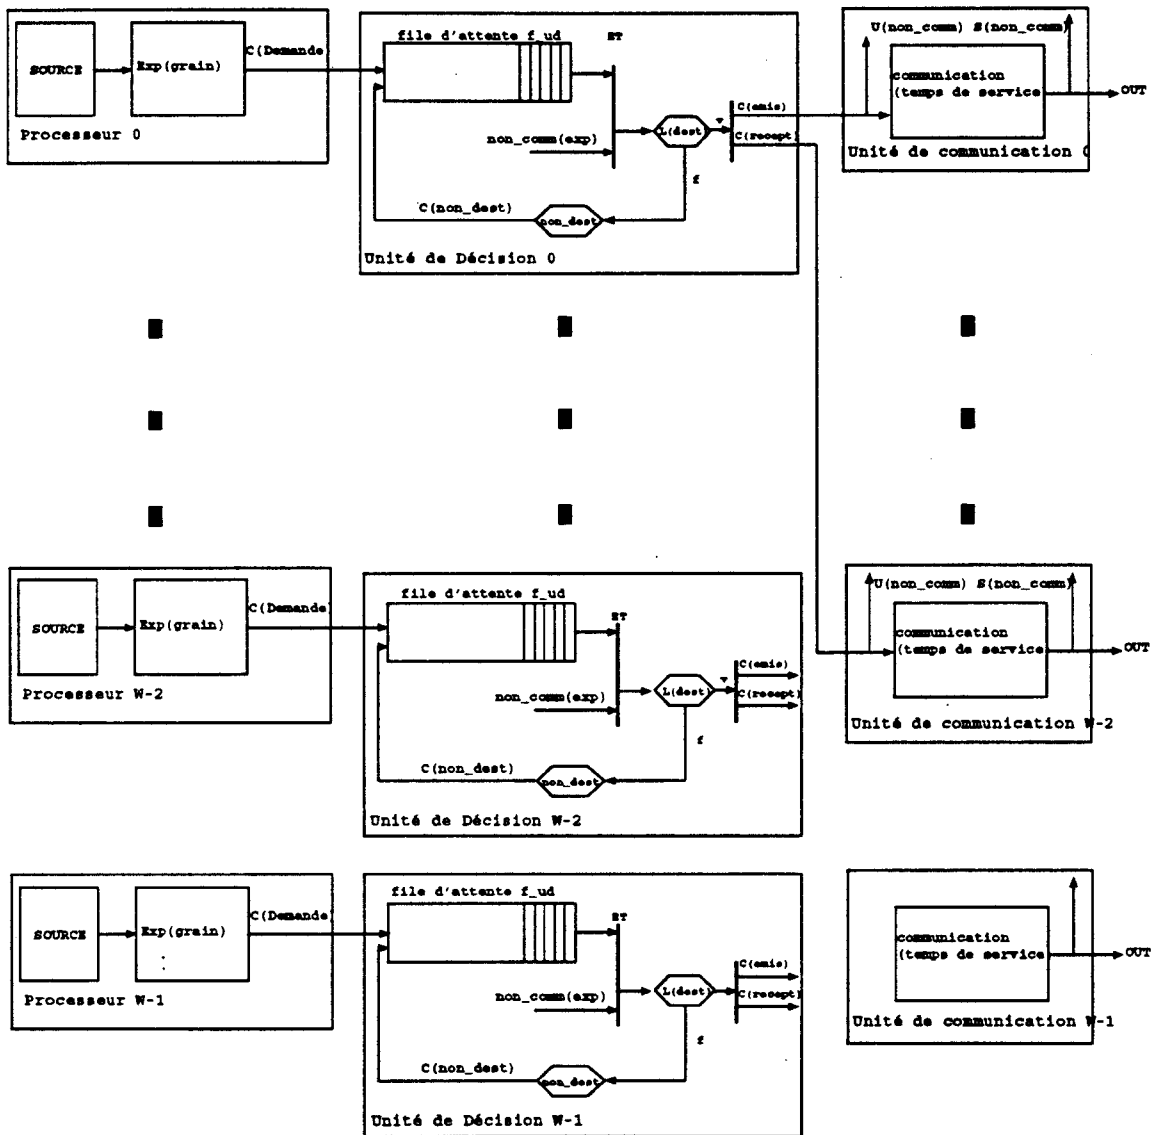 file d'attente f_ud
ET
U(non_comm) S(non_comm)
C(Demande
SOURCE
Exp(grain)
communication
(temps de service
OUT
C(emis)
L(dest)
v
C(recept)
Processeur 0
non_comm(exp)
Unité de communication 0
f
C(non_dest)
non_dest
Unité de Décision 0
file d'attente f_ud
ET
U(non_comm) S(non_comm)
C(Demande
SOURCE
Exp(grain)
communication
(temps de service
OUT
C(emis)
L(dest)
v
C(recept)
Processeur W-2
non_comm(exp)
Unité de communication W-2
f
C(non_dest)
non_dest
Unité de Décision W-2
file d'attente f_ud
ET
C(Demande
SOURCE
Exp(grain)
communication
(temps de service
OUT
C(emis)
L(dest)
C(recept)
Processeur W-1
non_comm(exp)
Unité de communication W-1
f
C(non_dest)
non_dest
Unité de Décision W-1